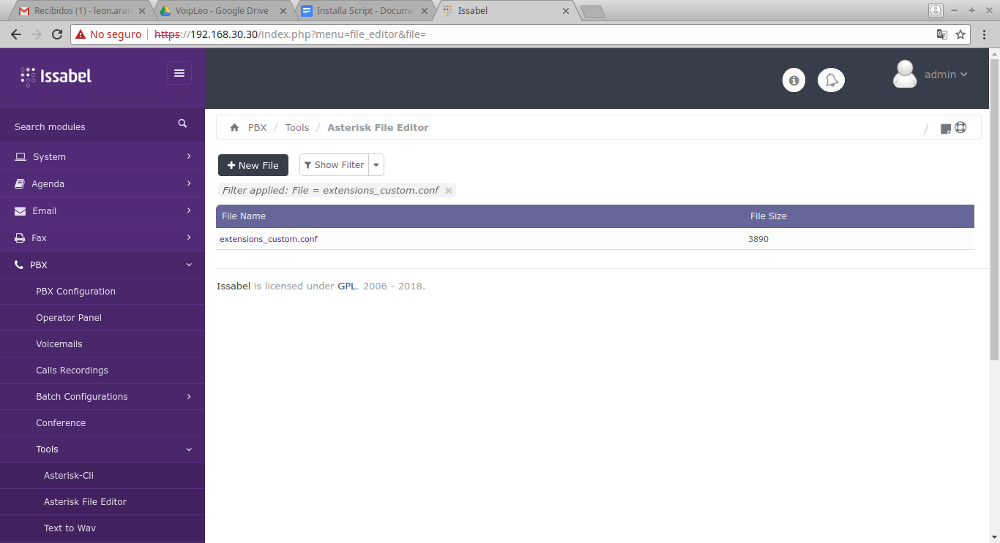 Recibidos (1) - leon.arar
VoipLeo - Google Drive
Installa Script - Docume
Issabel
No seguro
https://192.168.30.30/index.php?menu=file_editor&file=
Issabel
admin
Search modules
System
Agenda
Email
Fax
PBX
PBX Configuration
Operator Panel
Voicemails
Calls Recordings
Batch Configurations
Conference
Tools
Asterisk-Cli
Asterisk File Editor
Text to Wav
PBX / Tools / Asterisk File Editor
/
New File
Show Filter
Filter applied: File = extensions_custom.conf
File Name File Size
extensions_custom.conf 3890
Issabel is licensed under GPL. 2006 - 2018.